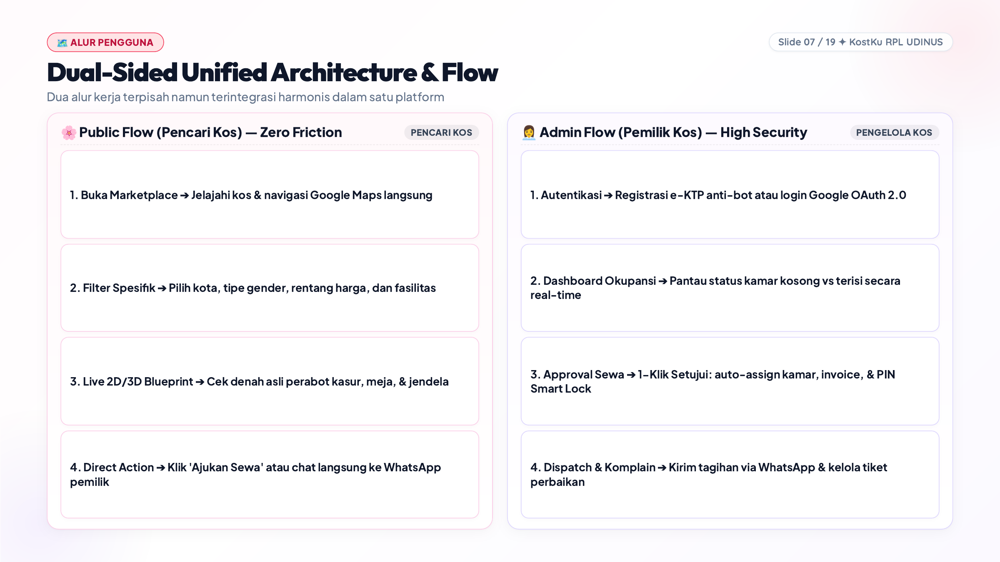 🗺️ ALUR PENGGUNA
Slide 07 / 19 ✦ KostKu RPL UDINUS
Dual-Sided Unified Architecture & Flow
Dua alur kerja terpisah namun terintegrasi harmonis dalam satu platform
🌸 Public Flow (Pencari Kos) — Zero Friction
PENCARI KOS
1. Buka Marketplace ➔ Jelajahi kos & navigasi Google Maps langsung
2. Filter Spesifik ➔ Pilih kota, tipe gender, rentang harga, dan fasilitas
3. Live 2D/3D Blueprint ➔ Cek denah asli perabot kasur, meja, & jendela
4. Direct Action ➔ Klik 'Ajukan Sewa' atau chat langsung ke WhatsApp
pemilik
👩‍💼 Admin Flow (Pemilik Kos) — High Security
PENGELOLA KOS
1. Autentikasi ➔ Registrasi e-KTP anti-bot atau login Google OAuth 2.0
2. Dashboard Okupansi ➔ Pantau status kamar kosong vs terisi secara
real-time
3. Approval Sewa ➔ 1-Klik Setujui: auto-assign kamar, invoice, & PIN
Smart Lock
4. Dispatch & Komplain ➔ Kirim tagihan via WhatsApp & kelola tiket
perbaikan